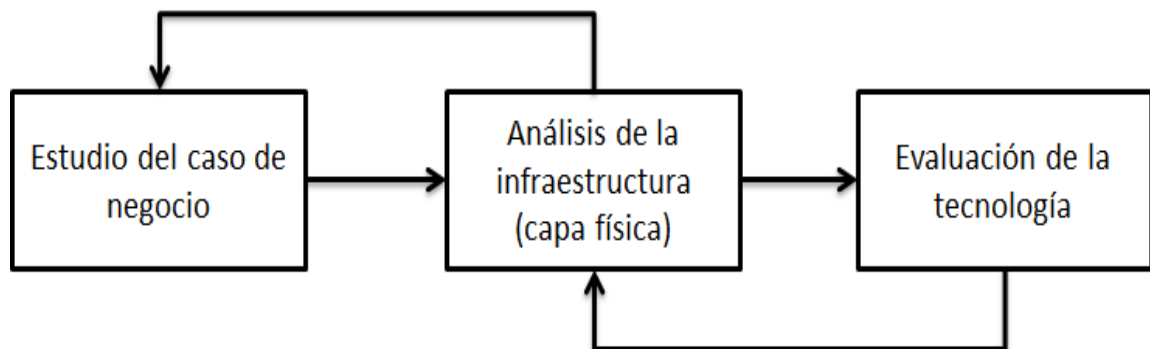 Estudio del caso de
negocio
Análisis de la
infraestructura
(capa física)
Evaluación de la
tecnología